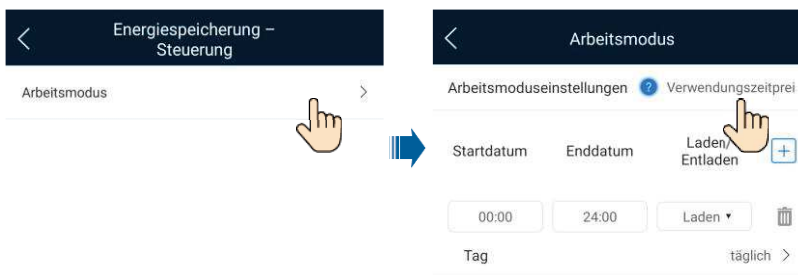 Energiespeicherung –
Steuerung
Arbeitsmodus
Arbeitsmodus
Arbeitsmoduseinstellungen ? Verwendungszeitprei
Startdatum Enddatum Laden/
Entladen
00:00 24:00 Laden
Tag täglich